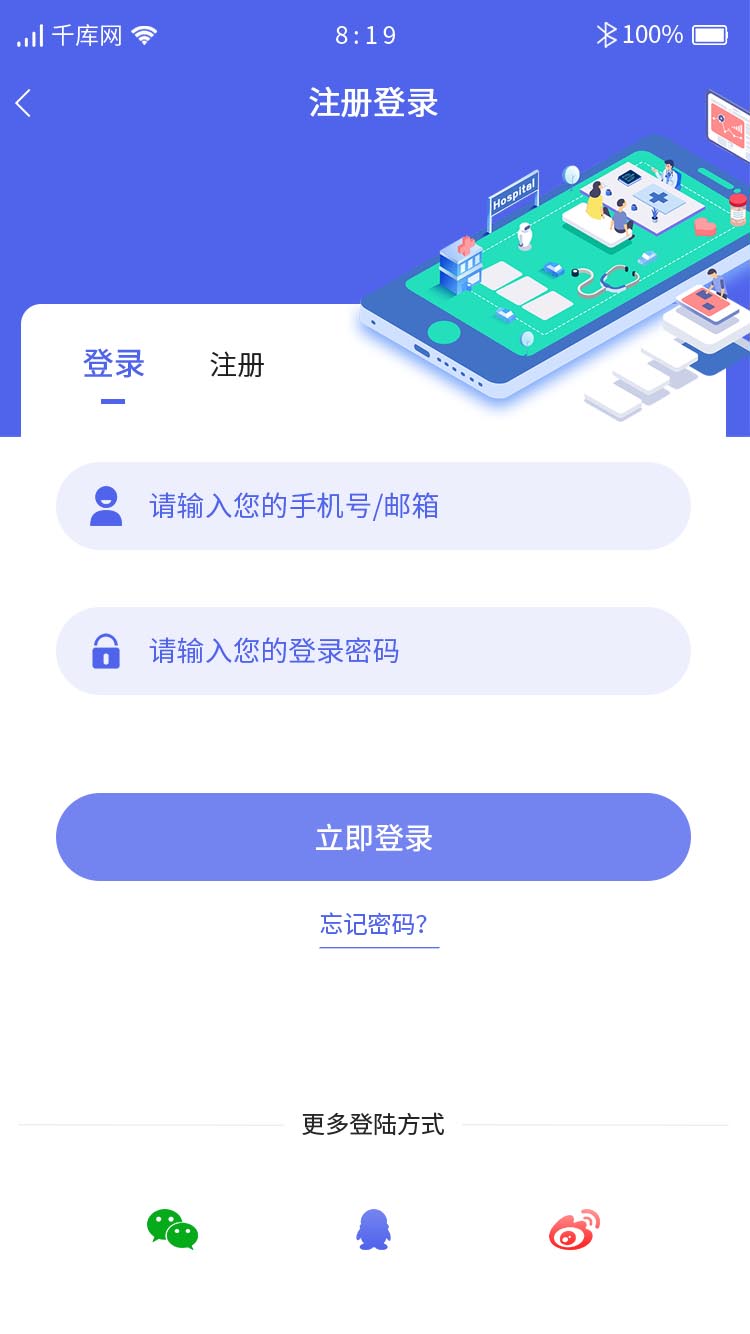 千库网
8:19
100%
注册登录
Hospital
登录
注册
请输入您的手机号/邮箱
请输入您的登录密码
立即登录
忘记密码?
更多登陆方式